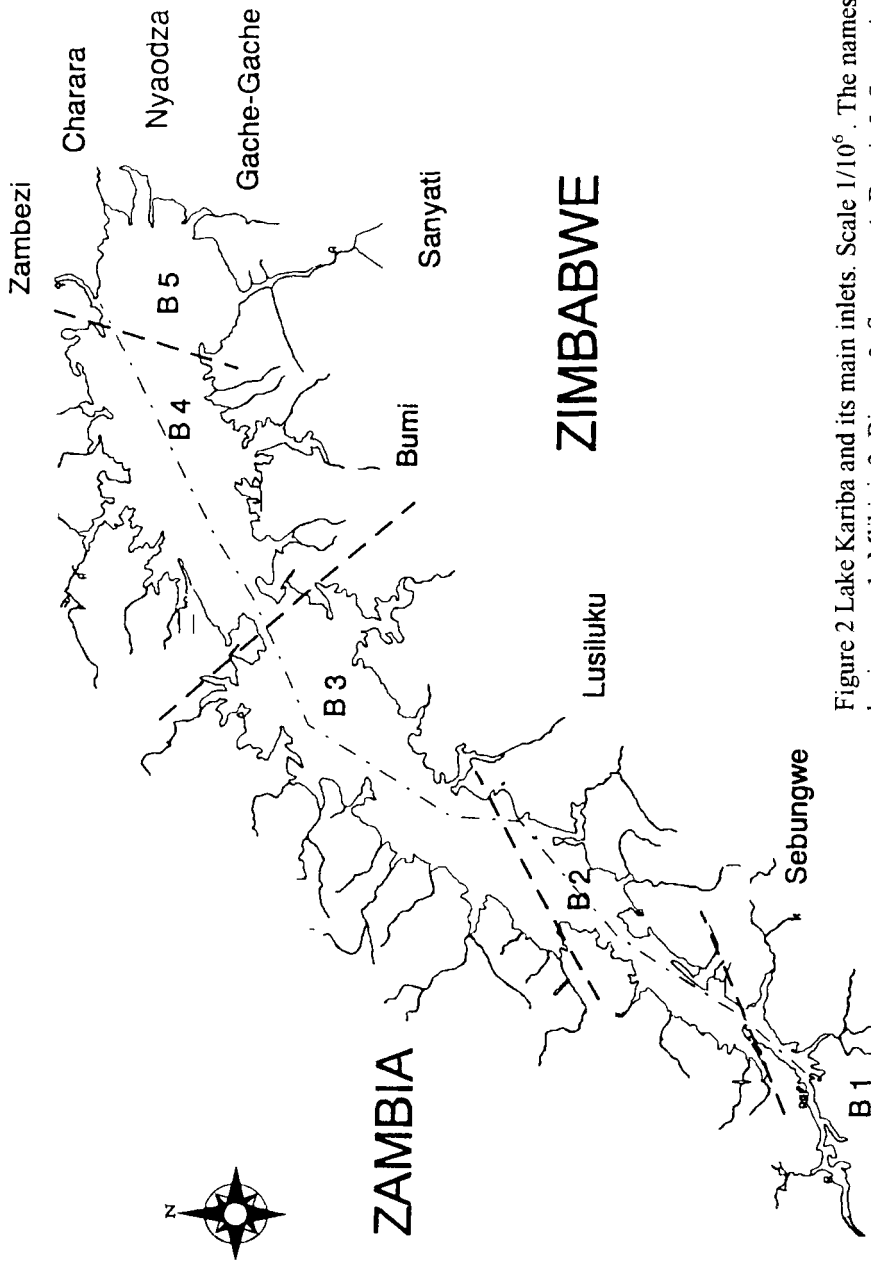 Zambezi
Charara
Nyaodza
Gache-Gache
Sanyati
B 5
B 4
Bumi
ZIMBABWE
B 3
Lusiluku
B 2
Sebungwe
B 1
ZAMBIA
N
Figure 2 Lake Kariba and its main inlets. Scale 1/10⁶ . The names